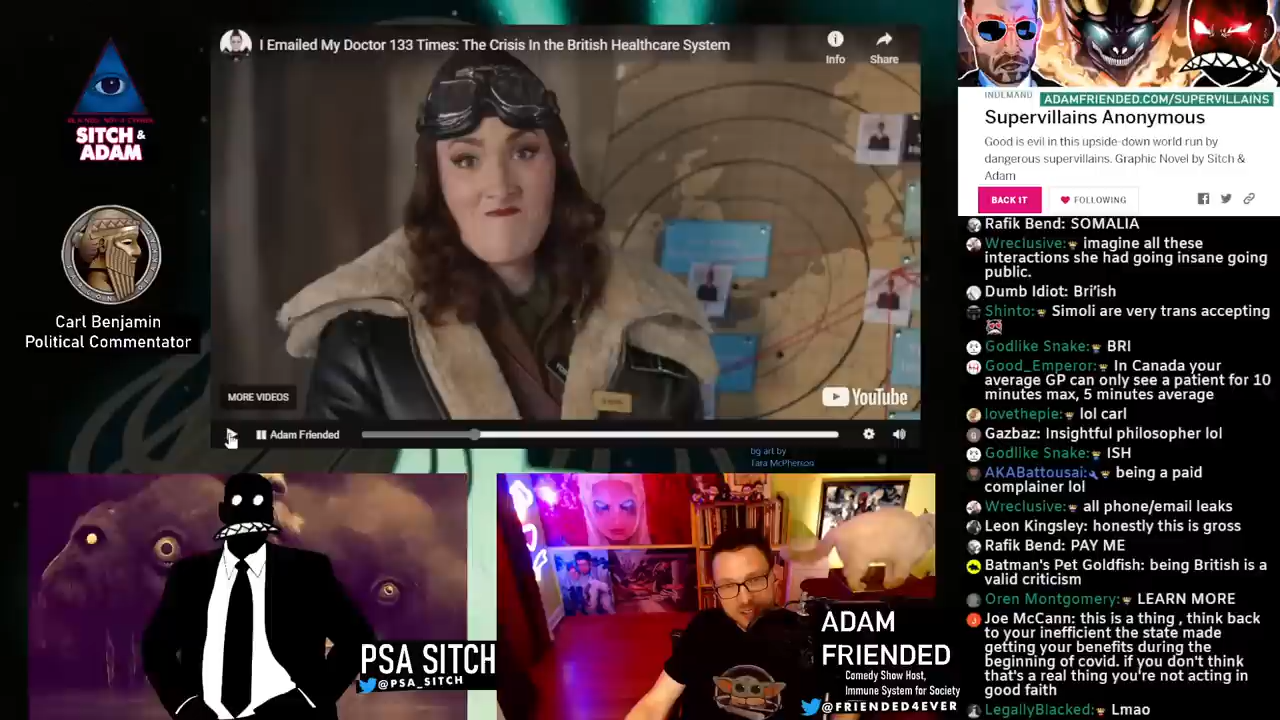 I Emailed My Doctor 133 Times: The Crisis In the British Healthcare System
Info
Share
SITCH &
ADAM
Carl Benjamin
Political Commentator
MORE VIDEOS
YouTube
Adam Friended
bg art by
Tara McPherson
PSA SITCH
@PSA_SITCH
ADAM
FRIENDED
Comedy Show Host,
Immune System for Society
@FRIENDED4EVER
INDEMAND
ADAMFRIENDED.COM/SUPERVILLAINS
Supervillains Anonymous
Good is evil in this upside-down world run by
dangerous supervillains. Graphic Novel by Sitch &
Adam
BACK IT
FOLLOWING
Rafik Bend: SOMALIA
Wreclusive: imagine all these
interactions she had going insane going
public.
Dumb Idiot: Bri'ish
Shinto: Simoli are very trans accepting
Godlike Snake: BRI
Good_Emperor: In Canada your
average GP can only see a patient for 10
minutes max, 5 minutes average
lovethepie: lol carl
Gazbaz: Insightful philosopher lol
Godlike Snake: ISH
AKABattousai: being a paid
complainer lol
Wreclusive: all phone/email leaks
Leon Kingsley: honestly this is gross
Rafik Bend: PAY ME
Batman's Pet Goldfish: being British is a
valid criticism
Oren Montgomery: LEARN MORE
Joe McCann: this is a thing , think back
to your inefficient the state made
getting your benefits during the
beginning of covid. if you don't think
that's a real thing you're not acting in
good faith
LegallyBlacked: Lmao